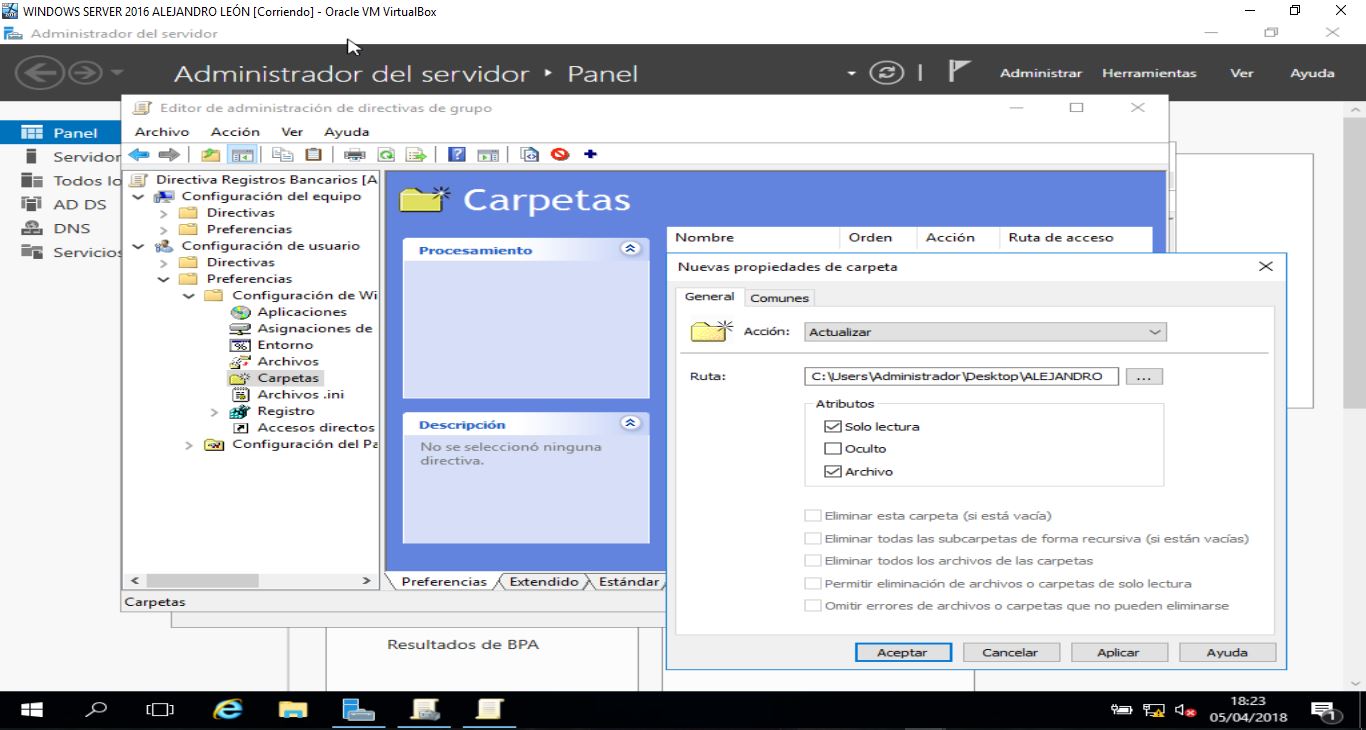 WINDOWS SERVER 2016 ALEJANDRO LEÓN [Corriendo] - Oracle VM VirtualBox
Administrador del servidor
Administrador del servidor ‣ Panel
Administrar Herramientas Ver Ayuda
Panel
Servidor
Todos lo
AD DS
DNS
Servicios
Editor de administración de directivas de grupo
Archivo Acción Ver Ayuda
Directiva Registros Bancarios [A
Configuración del equipo
Directivas
Preferencias
Configuración de usuario
Directivas
Preferencias
Configuración de Wi
Aplicaciones
Asignaciones de
Entorno
Archivos
Carpetas
Archivos .ini
Registro
Accesos directos
Configuración del Pa
Carpetas
Procesamiento
Descripción
No se seleccionó ninguna
directiva.
Nombre Orden Acción Ruta de acceso
Preferencias Extendido Estándar
Carpetas
Nuevas propiedades de carpeta
General Comunes
Acción: Actualizar
Ruta: C:\Users\Administrador\Desktop\ALEJANDRO ...
Atributos
Solo lectura
Oculto
Archivo
Eliminar esta carpeta (si está vacía)
Eliminar todas las subcarpetas de forma recursiva (si están vacías)
Eliminar todos los archivos de las carpetas
Permitir eliminación de archivos o carpetas de solo lectura
Omitir errores de archivos o carpetas que no pueden eliminarse
Aceptar Cancelar Aplicar Ayuda
Resultados de BPA
18:23
05/04/2018
1